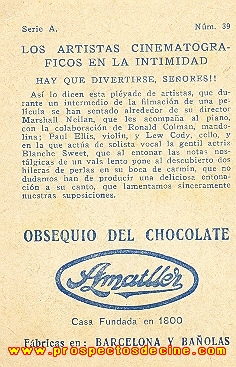 Serie A. Núm. 39
LOS ARTISTAS CINEMATOGRA-
FICOS EN LA INTIMIDAD
HAY QUE DIVERTIRSE, SEÑORES!!
Así lo dicen esta pléyade de artistas, que du-
rante un intermedio de la filmación de una pe-
lícula se han sentado alrededor de su director
Marshall Neilan, que les acompaña al piano,
con la colaboración de Ronald Colman, mando-
lina; Paul Ellis, violín, y Lew Cody, cello, y
en la que actúa de solista vocal la gentil actriz
Blanche Sweet, que al entonar las notas nos-
tálgicas de un vals lento pone al descubierto dos
hileras de perlas en su boca de carmín, que no
dudamos han de producir una deliciosa entona-
ción a su canto, que lamentamos sinceramente
nuestras suposiciones.
OBSEQUIO DEL CHOCOLATE
Amatller
Casa Fundada en 1800
Fábricas en: BARCELONA Y BAÑOLAS
www.prospectosdecine.com